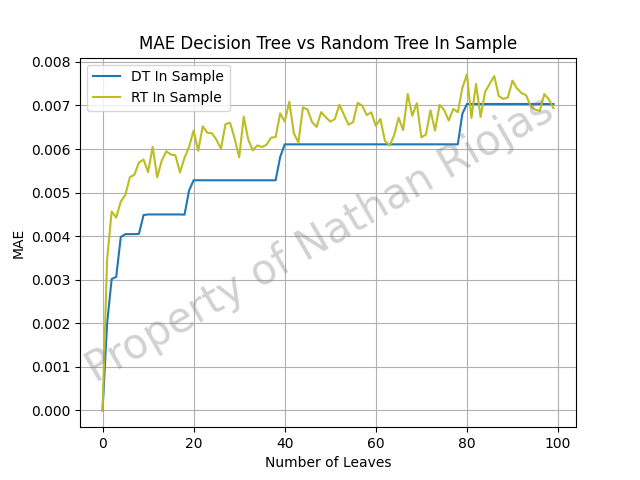 MAE Decision Tree vs Random Tree In Sample
DT In Sample
RT In Sample
0.008
0.007
0.006
0.005
0.004
0.003
0.002
0.001
0.000
MAE
0
20
40
60
80
100
Number of Leaves
Property of Nathan Riojas